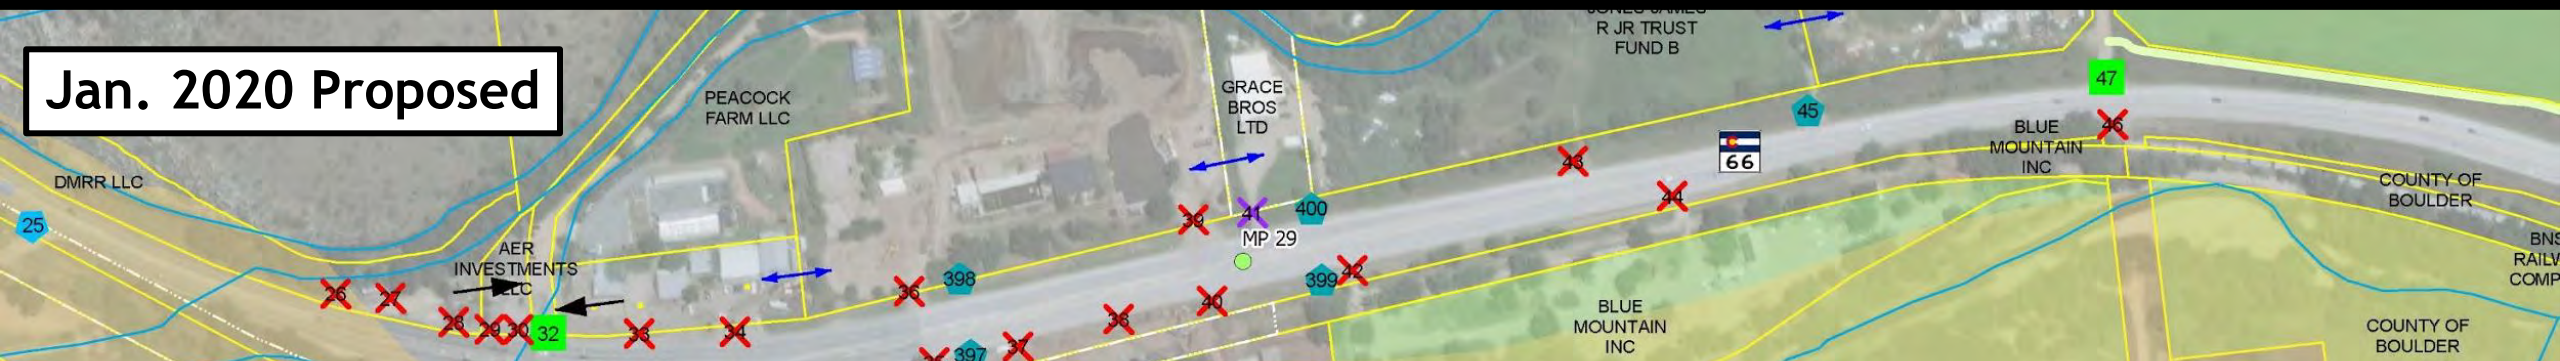 Jan. 2020 Proposed
JONES JAMES
R JR TRUST
FUND B
47
PEACOCK
FARM LLC
GRACE
BROS
LTD
45
66
46
BLUE
MOUNTAIN
INC
43
44
COUNTY OF
BOULDER
DMRR LLC
25
39
41
400
MP 29
AER
INVESTMENTS
LLC
26
27
28
29
30
32
33
34
36
398
399
42
40
38
37
397
BLUE
MOUNTAIN
INC
COUNTY OF
BOULDER